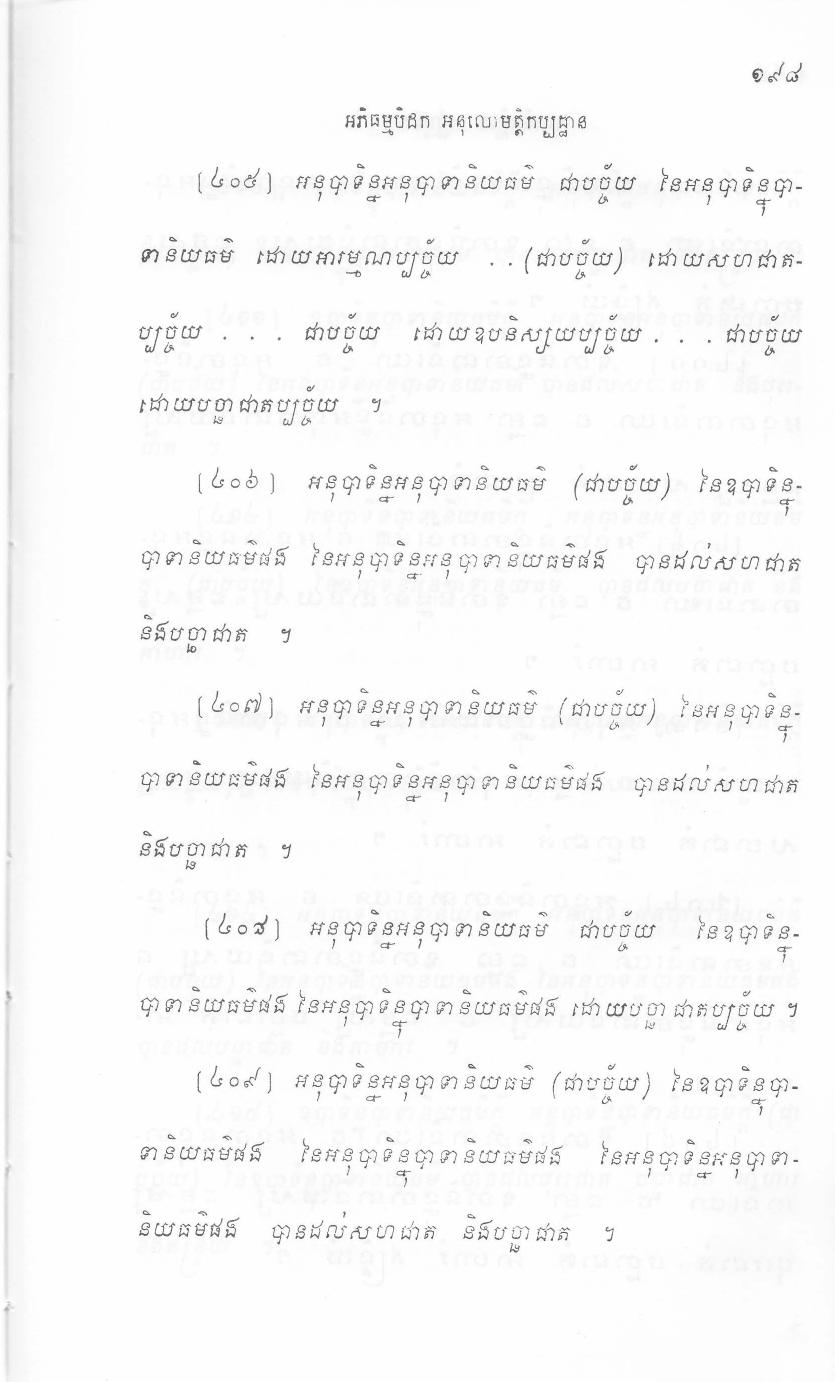 ១៩៨
អភិធម្មបិដក អនុលោមត្តិកប្បដ្ឋាន
[៤០៥] អនុបាទិន្នអនុបាទានិយធម៌ ជាបច្ច័យ នៃអនុបាទិន្នុបា-
ទានិយធម៌ ដោយអារម្មណប្បច្ច័យ . . (ជាបច្ច័យ) ដោយសហជាត-
ប្បច្ច័យ . . . ជាបច្ច័យ ដោយឧបនិស្សយប្បច្ច័យ . . . ជាបច្ច័យ
ដោយបច្ឆាជាតប្បច្ច័យ ។
[៤០៦] អនុបាទិន្នអនុបាទានិយធម៌ (ជាបច្ច័យ) នៃឧបាទិន្នុ-
បាទានិយធម៌ផង នៃអនុបាទិន្នអនុបាទានិយធម៌ផង បានដល់សហជាត
និងបច្ឆាជាត ។
[៤០៧] អនុបាទិន្នអនុបាទានិយធម៌ (ជាបច្ច័យ) នៃអនុបាទិន្នុ-
បាទានិយធម៌ផង នៃអនុបាទិន្នអនុបាទានិយធម៌ផង បានដល់សហជាត
និងបច្ឆាជាត ។
[៤០៨] អនុបាទិន្នអនុបាទានិយធម៌ ជាបច្ច័យ នៃឧបាទិន្នុ-
បាទានិយធម៌ផង នៃអនុបាទិន្នុបាទានិយធម៌ផង ដោយបច្ឆាជាតប្បច្ច័យ ។
[៤០៩] អនុបាទិន្នអនុបាទានិយធម៌ (ជាបច្ច័យ) នៃឧបាទិន្នុបា-
ទានិយធម៌ផង នៃអនុបាទិន្នុបាទានិយធម៌ផង នៃអនុបាទិន្នអនុបាទា-
និយធម៌ផង បានដល់សហជាត និងបច្ឆាជាត ។